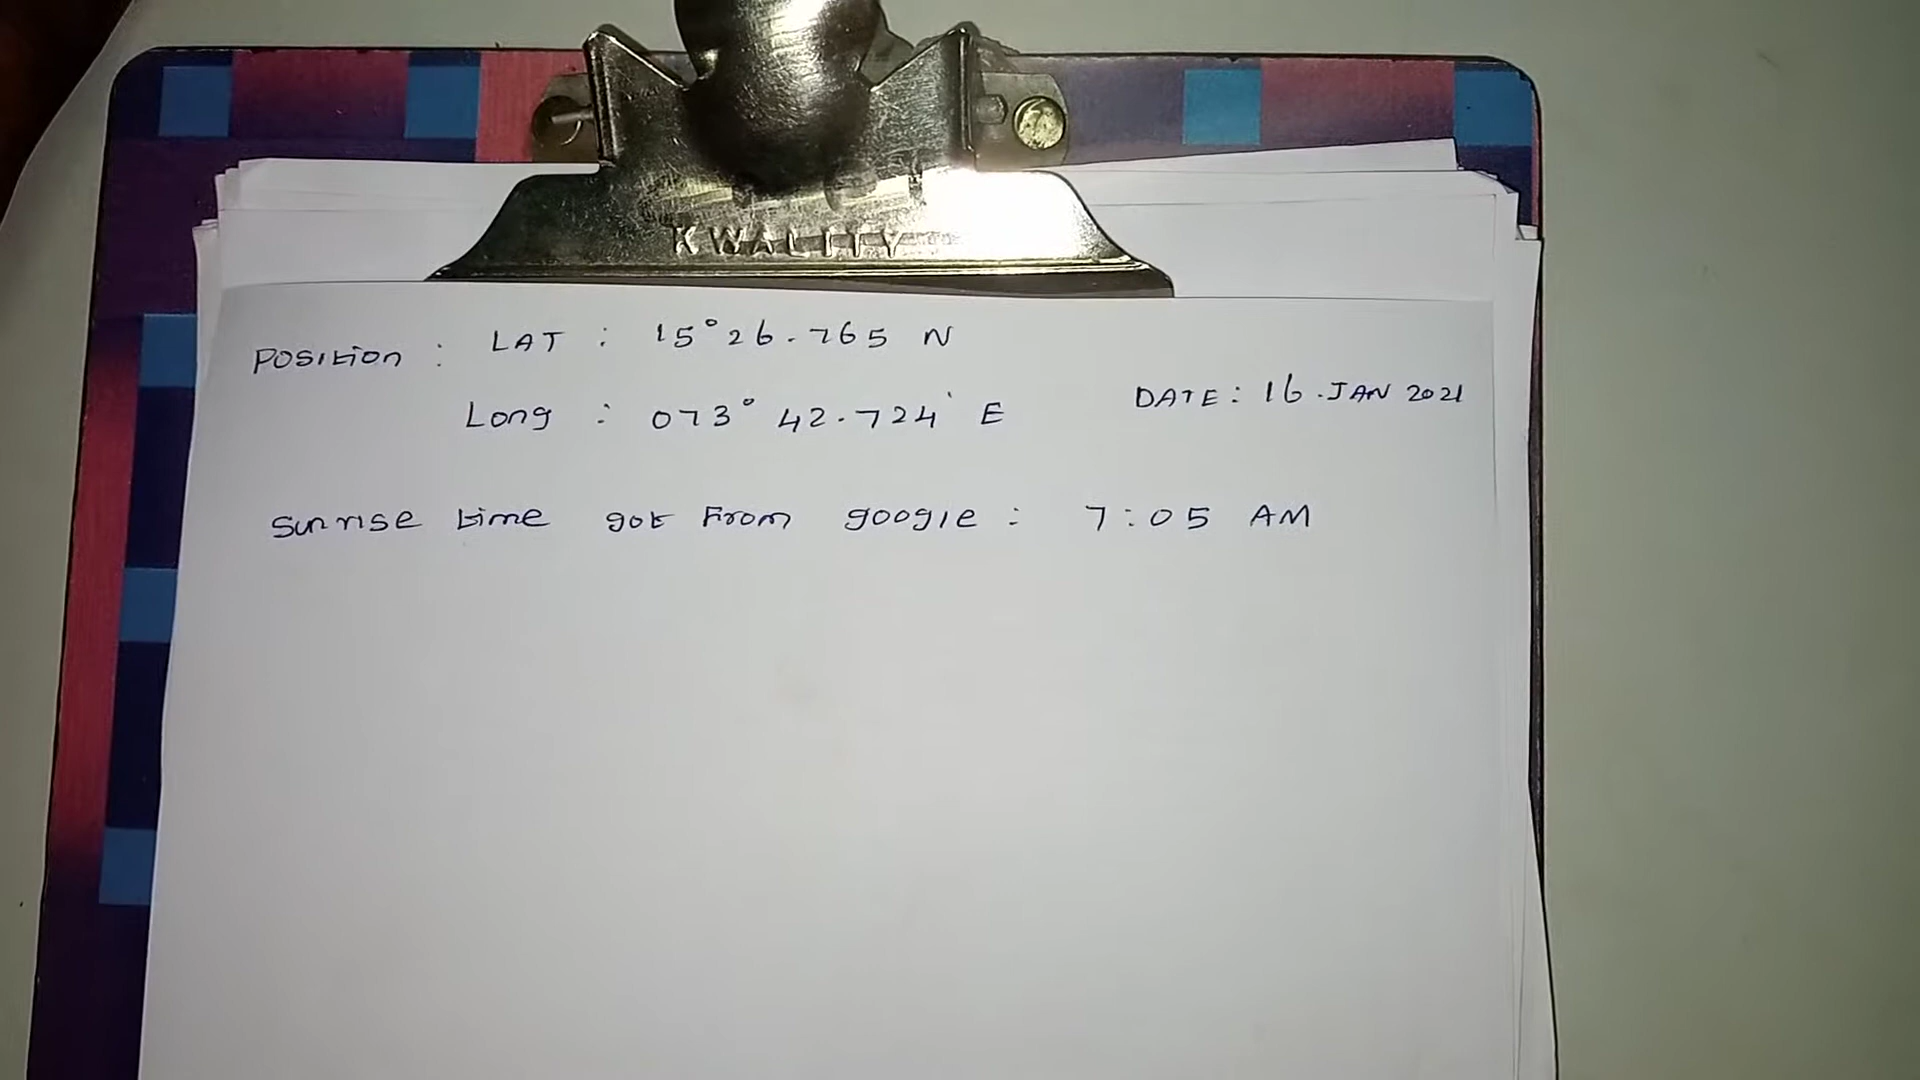 KWALITY
Position : LAT : 15° 26.765 N
Long : 073° 42.724' E
DATE : 16.JAN 2021
Sunrise time got From google : 7:05 AM